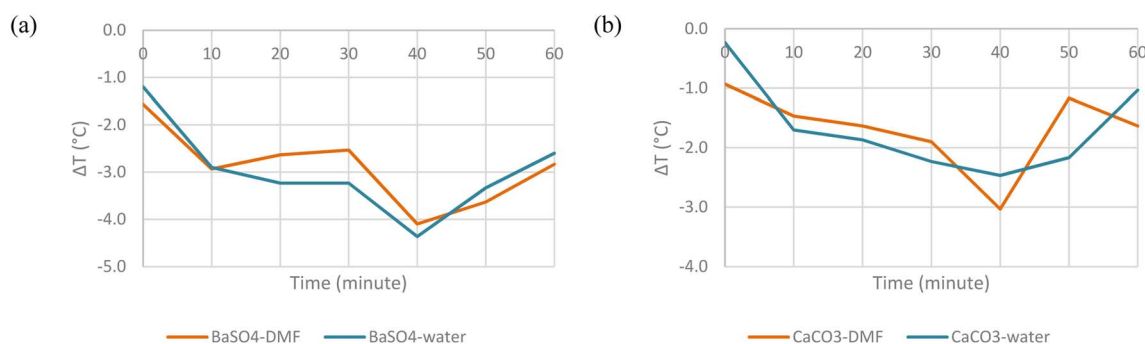 (a)
0.0
0 10 20 30 40 50 60
-1.0
-2.0
-3.0
-4.0
-5.0
ΔT (°C)
Time (minute)
BaSO4-DMF BaSO4-water
(b)
0.0
0 10 20 30 40 50 60
-1.0
-2.0
-3.0
-4.0
ΔT (°C)
Time (minute)
CaCO3-DMF CaCO3-water